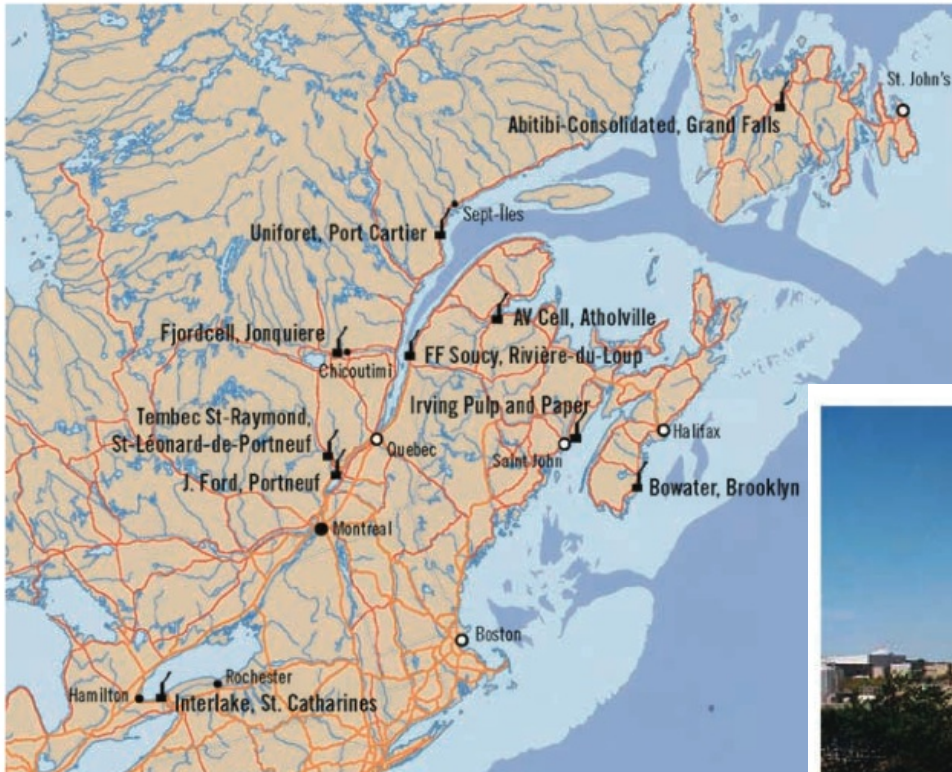 St. John's
Abitibi-Consolidated, Grand Falls
Sept-Îles
Uniforet, Port Cartier
AV Cell, Atholville
Fjordcell, Jonquiere
FF Soucy, Rivière-du-Loup
Chicoutimi
Irving Pulp and Paper
Tembec St-Raymond,
St-Léonard-de-Portneuf
Quebec
Halifax
Saint John
J. Ford, Portneuf
Bowater, Brooklyn
Montreal
Boston
Rochester
Hamilton
Interlake, St. Catharines